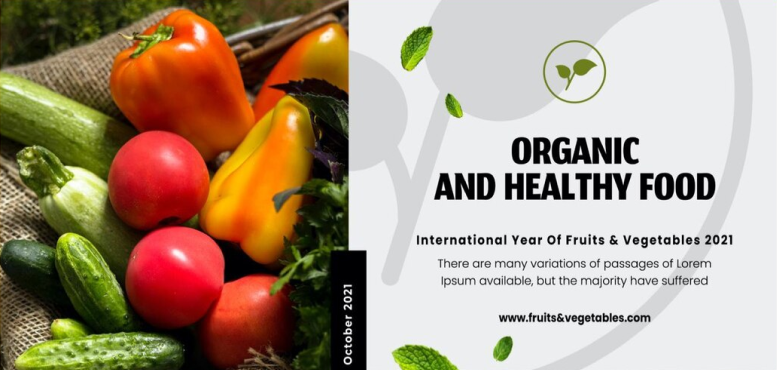 ORGANIC
AND HEALTHY FOOD
International Year Of Fruits & Vegetables 2021
There are many variations of passages of Lorem
Ipsum available, but the majority have suffered
www.fruits&vegetables.com
October 2021